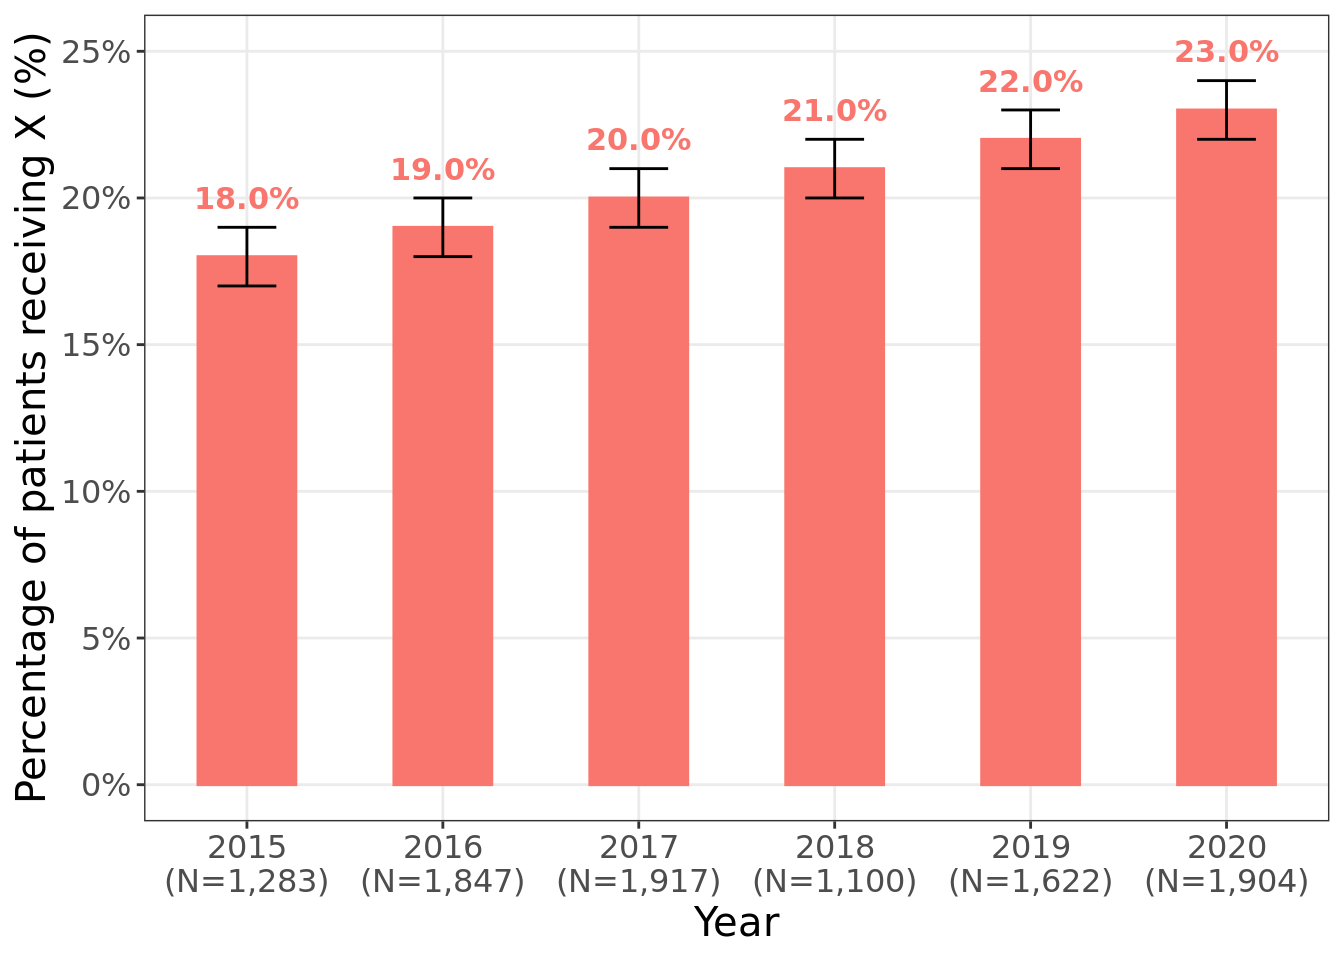 Percentage of patients receiving X (%)
25%
20%
15%
10%
5%
0%
18.0%
19.0%
20.0%
21.0%
22.0%
23.0%
2015
(N=1,283)
2016
(N=1,847)
2017
(N=1,917)
2018
(N=1,100)
2019
(N=1,622)
2020
(N=1,904)
Year